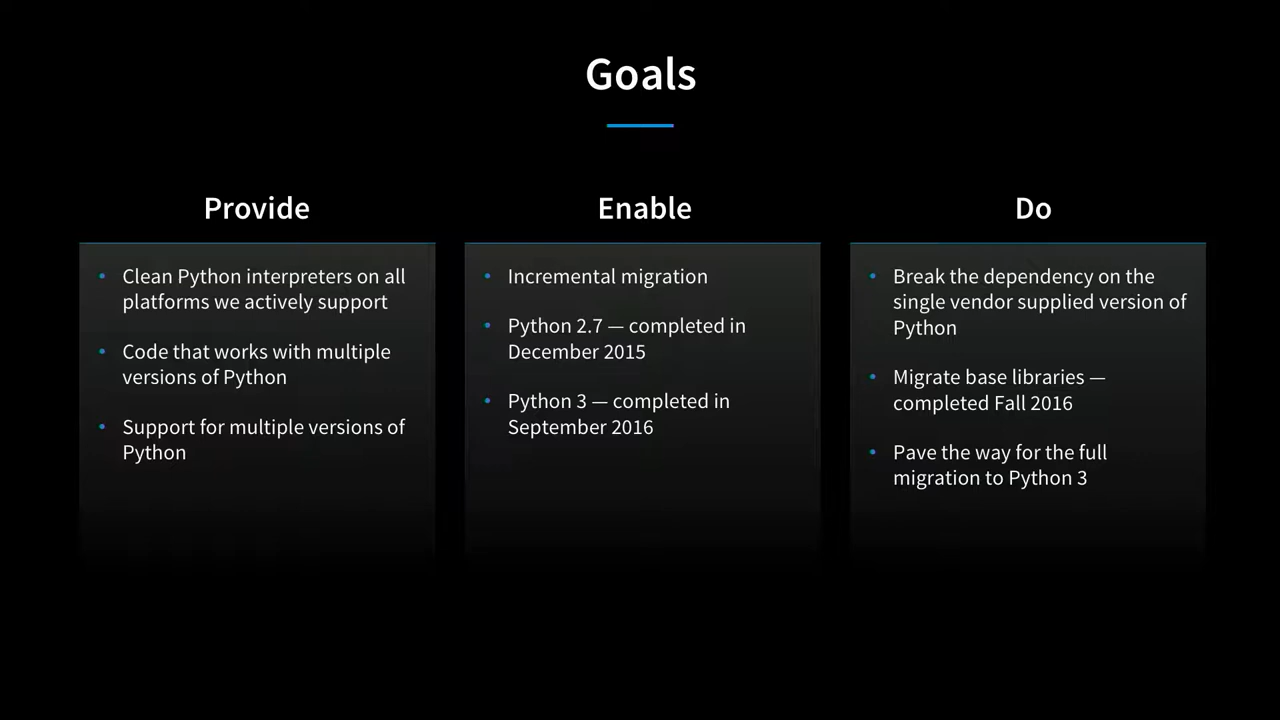 Goals
Provide
• Clean Python interpreters on all
platforms we actively support
• Code that works with multiple
versions of Python
• Support for multiple versions of
Python
Enable
• Incremental migration
• Python 2.7 — completed in
December 2015
• Python 3 — completed in
September 2016
Do
• Break the dependency on the
single vendor supplied version of
Python
• Migrate base libraries —
completed Fall 2016
• Pave the way for the full
migration to Python 3